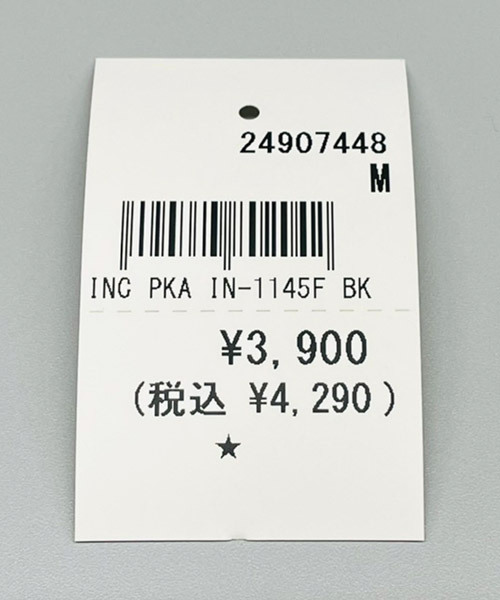 24907448
M
INC PKA IN-1145F BK
¥3,900
(税込 ¥4,290)
★